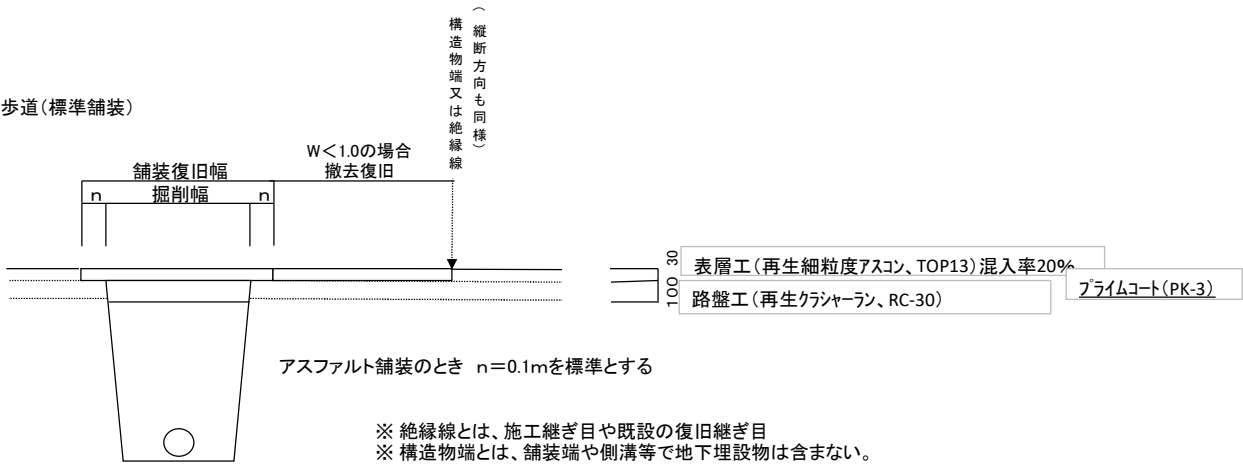 (縦断方向も同様)
構造物端又は絶縁線
歩道(標準舗装)
W<1.0の場合
撤去復旧
舗装復旧幅
n 掘削幅 n
30 表層工(再生細粒度アスコン、TOP13)混入率20%
100 路盤工(再生クラシャーラン、RC-30)
プライムコート(PK-3)
アスファルト舗装のとき n=0.1mを標準とする
※ 絶縁線とは、施工継ぎ目や既設の復旧継ぎ目
※ 構造物端とは、舗装端や側溝等で地下埋設物は含まない。